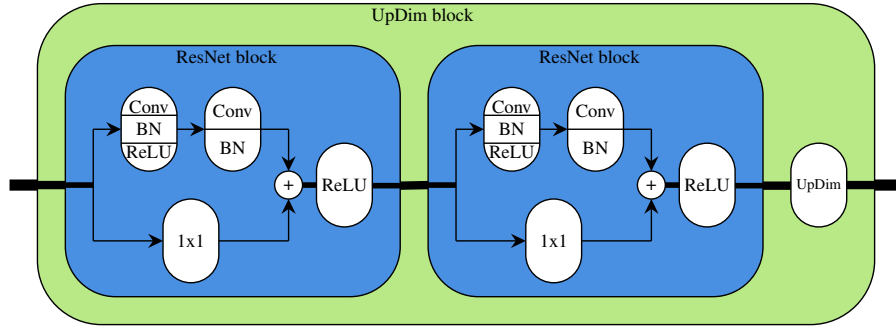 UpDim block
ResNet block
Conv
BN
ReLU
Conv
BN
1x1
+
ReLU
ResNet block
Conv
BN
ReLU
Conv
BN
1x1
+
ReLU
UpDim